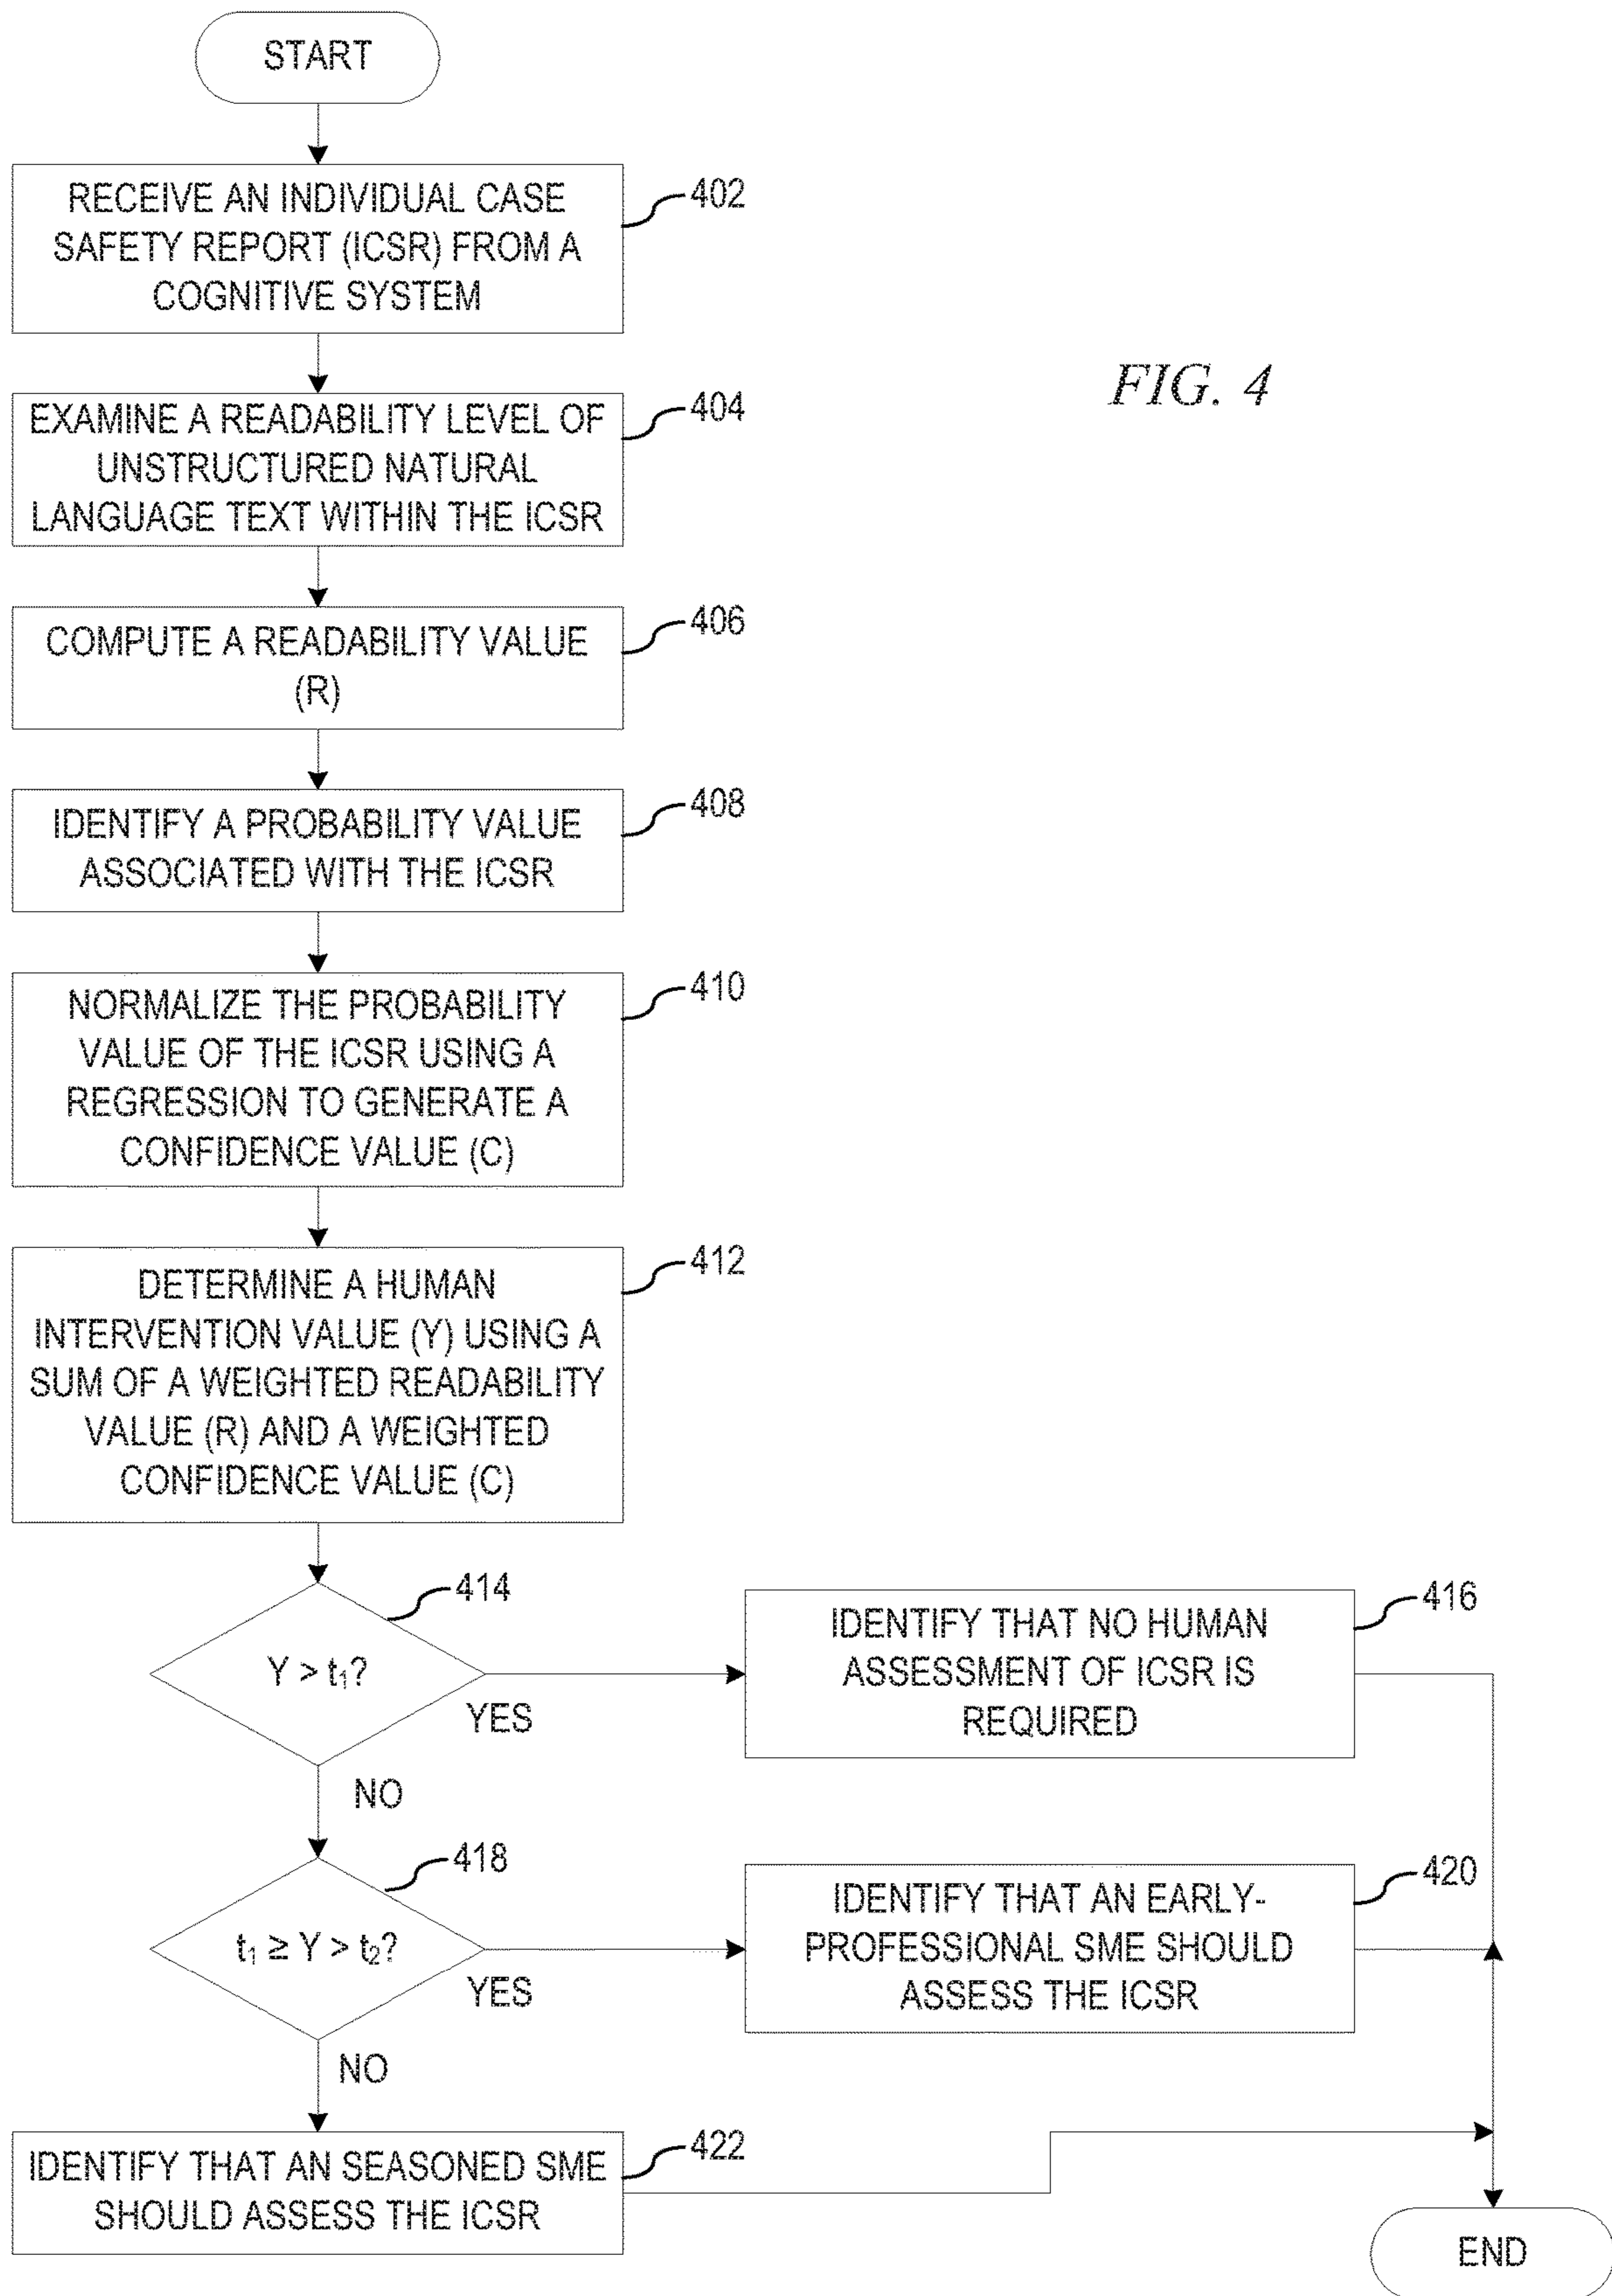 START
RECEIVE AN INDIVIDUAL CASE
SAFETY REPORT (ICSR) FROM A
COGNITIVE SYSTEM
402
FIG. 4
EXAMINE A READABILITY LEVEL OF
UNSTRUCTURED NATURAL
LANGUAGE TEXT WITHIN THE ICSR
404
COMPUTE A READABILITY VALUE
(R)
406
IDENTIFY A PROBABILITY VALUE
ASSOCIATED WITH THE ICSR
408
NORMALIZE THE PROBABILITY
VALUE OF THE ICSR USING A
REGRESSION TO GENERATE A
CONFIDENCE VALUE (C)
410
DETERMINE A HUMAN
INTERVENTION VALUE (Y) USING A
SUM OF A WEIGHTED READABILITY
VALUE (R) AND A WEIGHTED
CONFIDENCE VALUE (C)
412
Y > t₁?
414
YES
NO
IDENTIFY THAT NO HUMAN
ASSESSMENT OF ICSR IS
REQUIRED
416
t₁ ≥ Y > t₂?
418
YES
NO
IDENTIFY THAT AN EARLY-
PROFESSIONAL SME SHOULD
ASSESS THE ICSR
420
IDENTIFY THAT AN SEASONED SME
SHOULD ASSESS THE ICSR
422
END